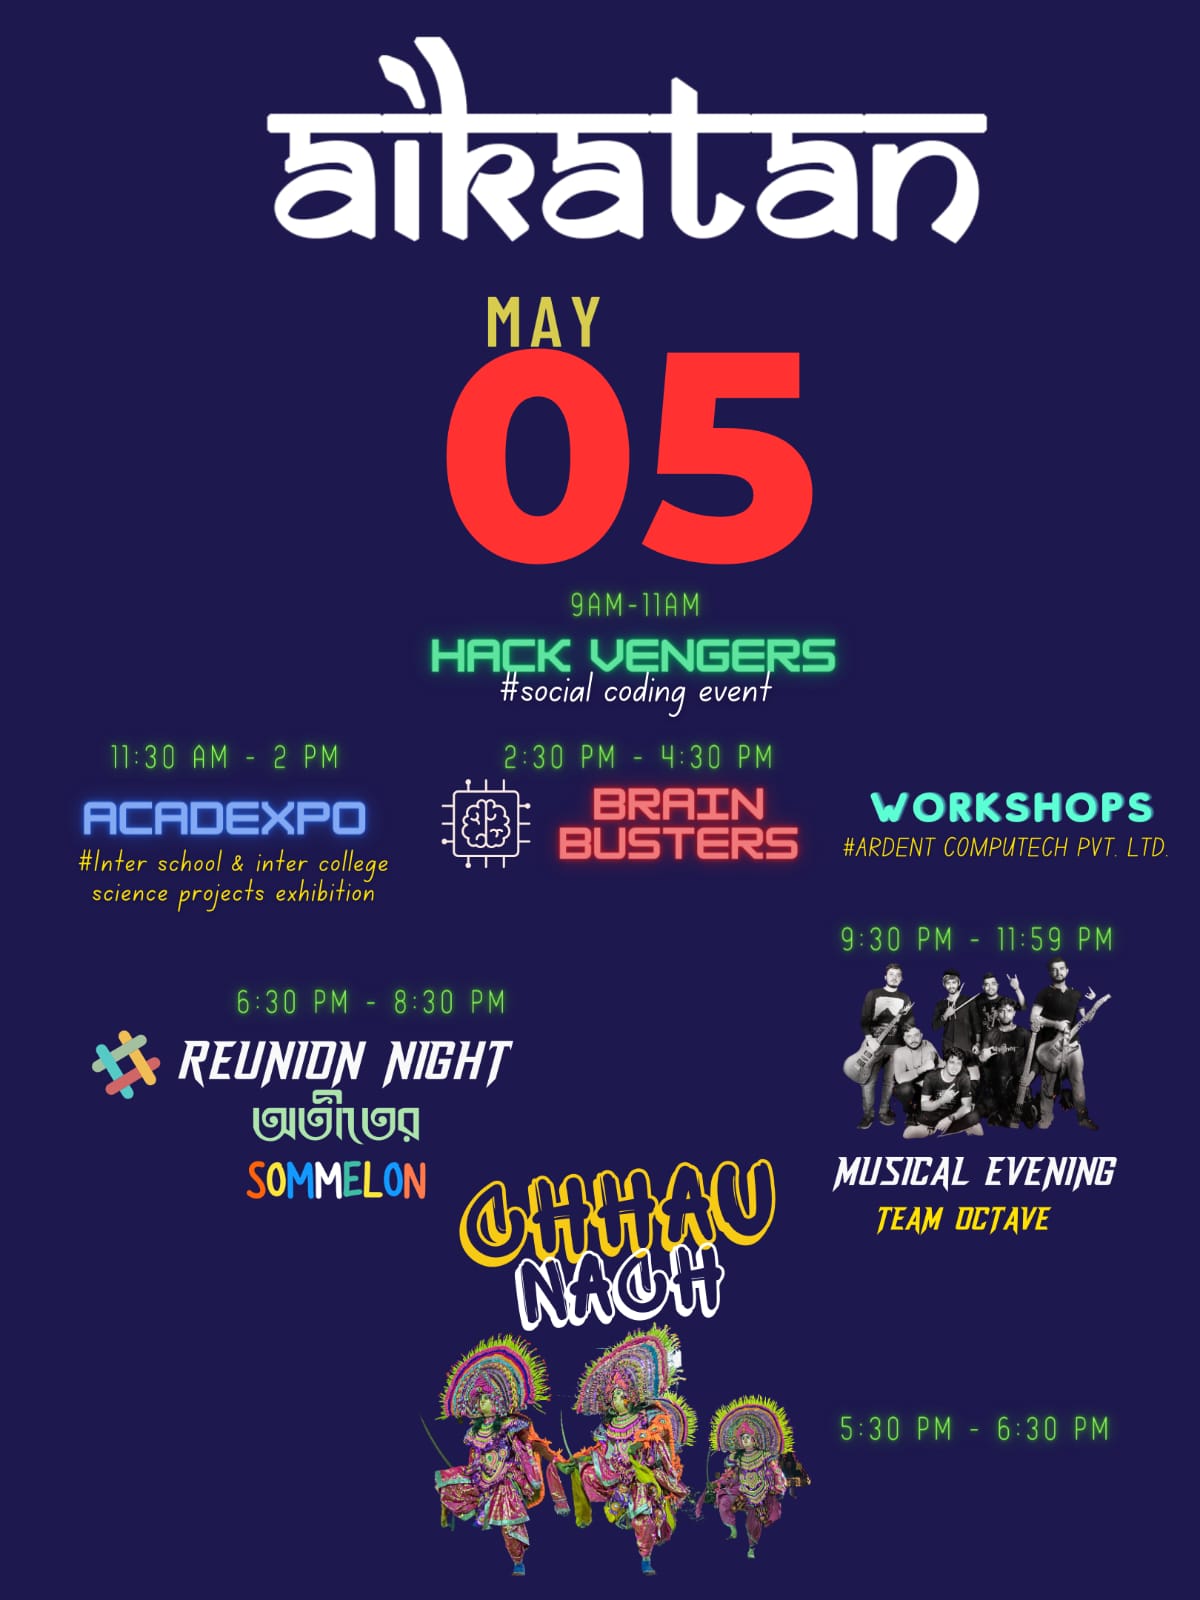 aikatan
MAY
05
9AM-11AM
HACK VENGERS
#social coding event
11:30 AM - 2 PM
ACADEXPO
#Inter school & inter college
science projects exhibition
2:30 PM - 4:30 PM
BRAIN
BUSTERS
WORKSHOPS
#ARDENT COMPUTECH PVT. LTD.
6:30 PM - 8:30 PM
REUNION NIGHT
অতীতের
SOMMELON
9:30 PM - 11:59 PM
MUSICAL EVENING
TEAM OCTAVE
CHHAU
NACH
5:30 PM - 6:30 PM